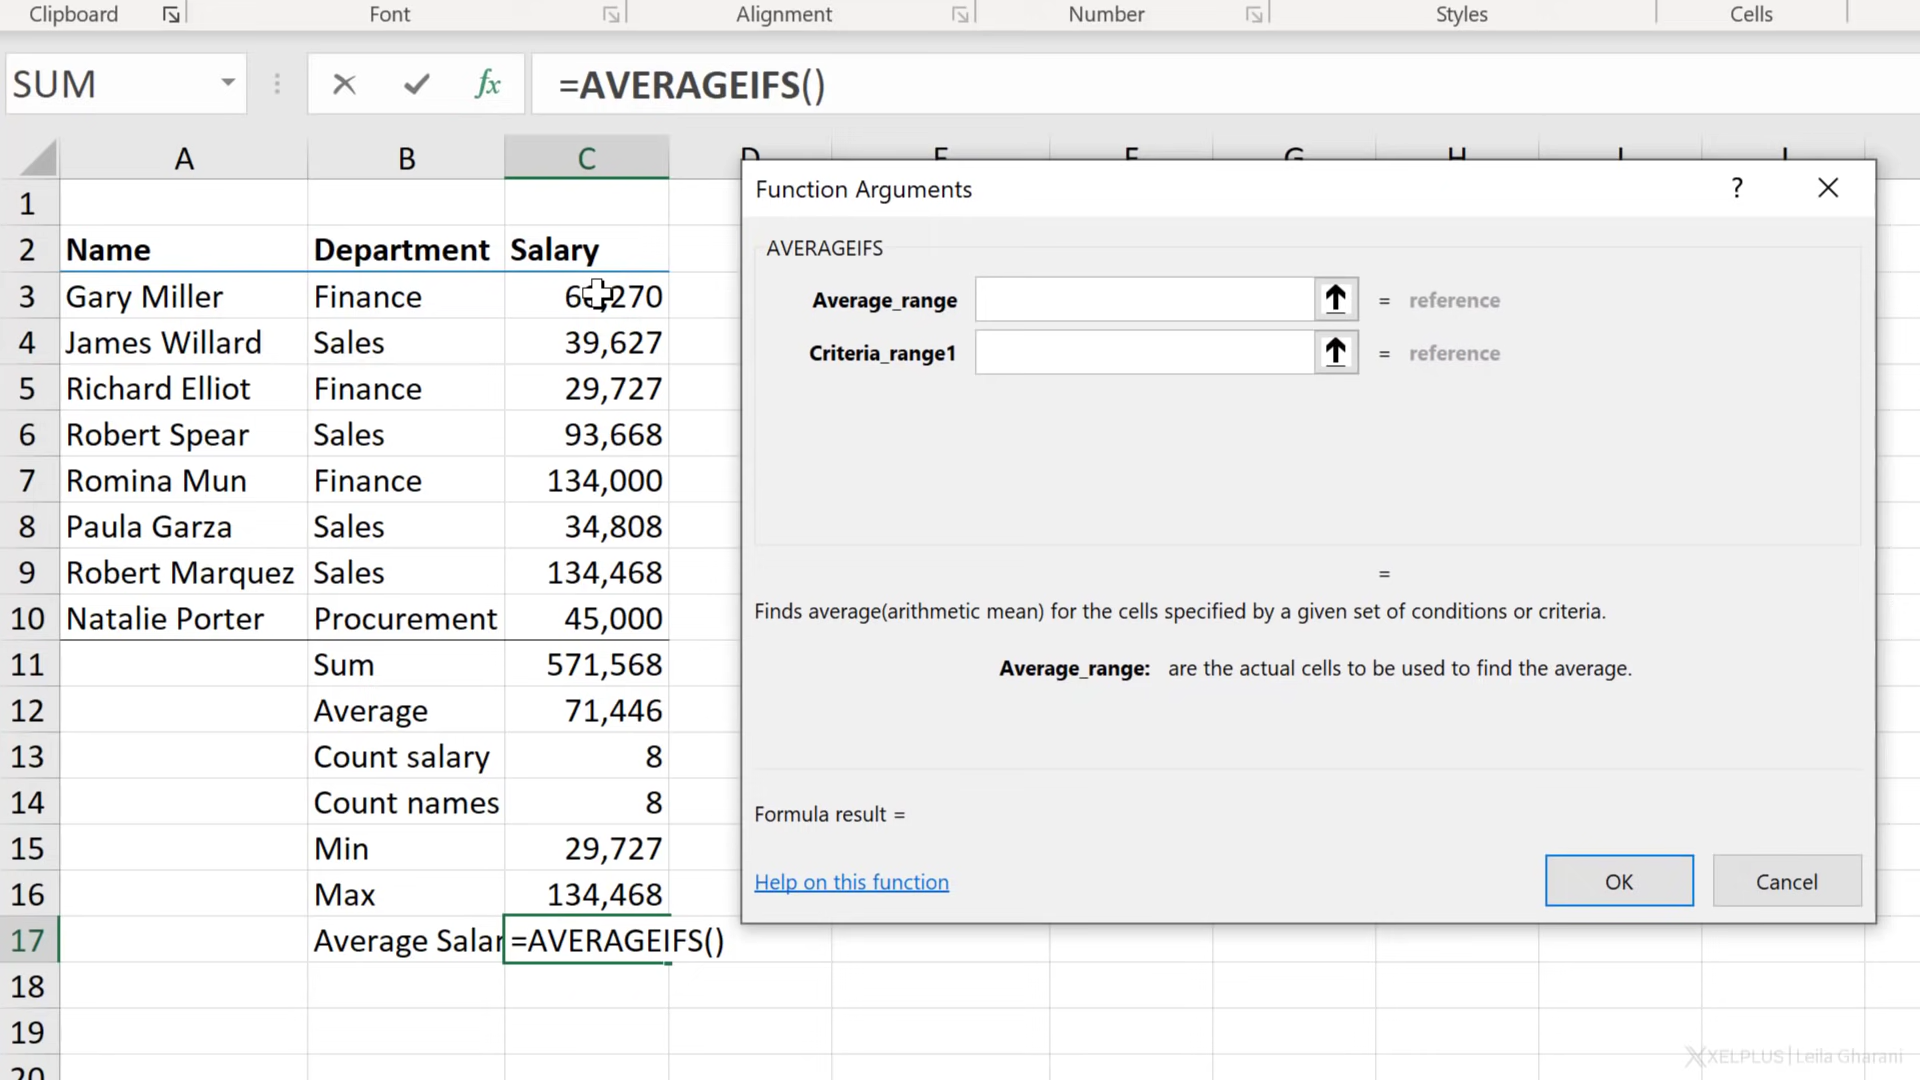 Clipboard Font Alignment Number Styles Cells
SUM fx =AVERAGEIFS()
A B C
1
2 Name Department Salary
3 Gary Miller Finance
4 James Willard Sales 39,627
5 Richard Elliot Finance 29,727
6 Robert Spear Sales 93,668
7 Romina Mun Finance 134,000
8 Paula Garza Sales 34,808
9 Robert Marquez Sales 134,468
10 Natalie Porter Procurement 45,000
11 Sum 571,568
12 Average 71,446
13 Count salary 8
14 Count names 8
15 Min 29,727
16 Max 134,468
17 Average Salar =AVERAGEIFS()
18
19
20
Function Arguments ?
AVERAGEIFS
Average_range = reference
Criteria_range1 = reference
=
Finds average(arithmetic mean) for the cells specified by a given set of conditions or criteria.
Average_range: are the actual cells to be used to find the average.
Formula result =
Help on this function
OK Cancel
XELPLUS | Leila Gharani